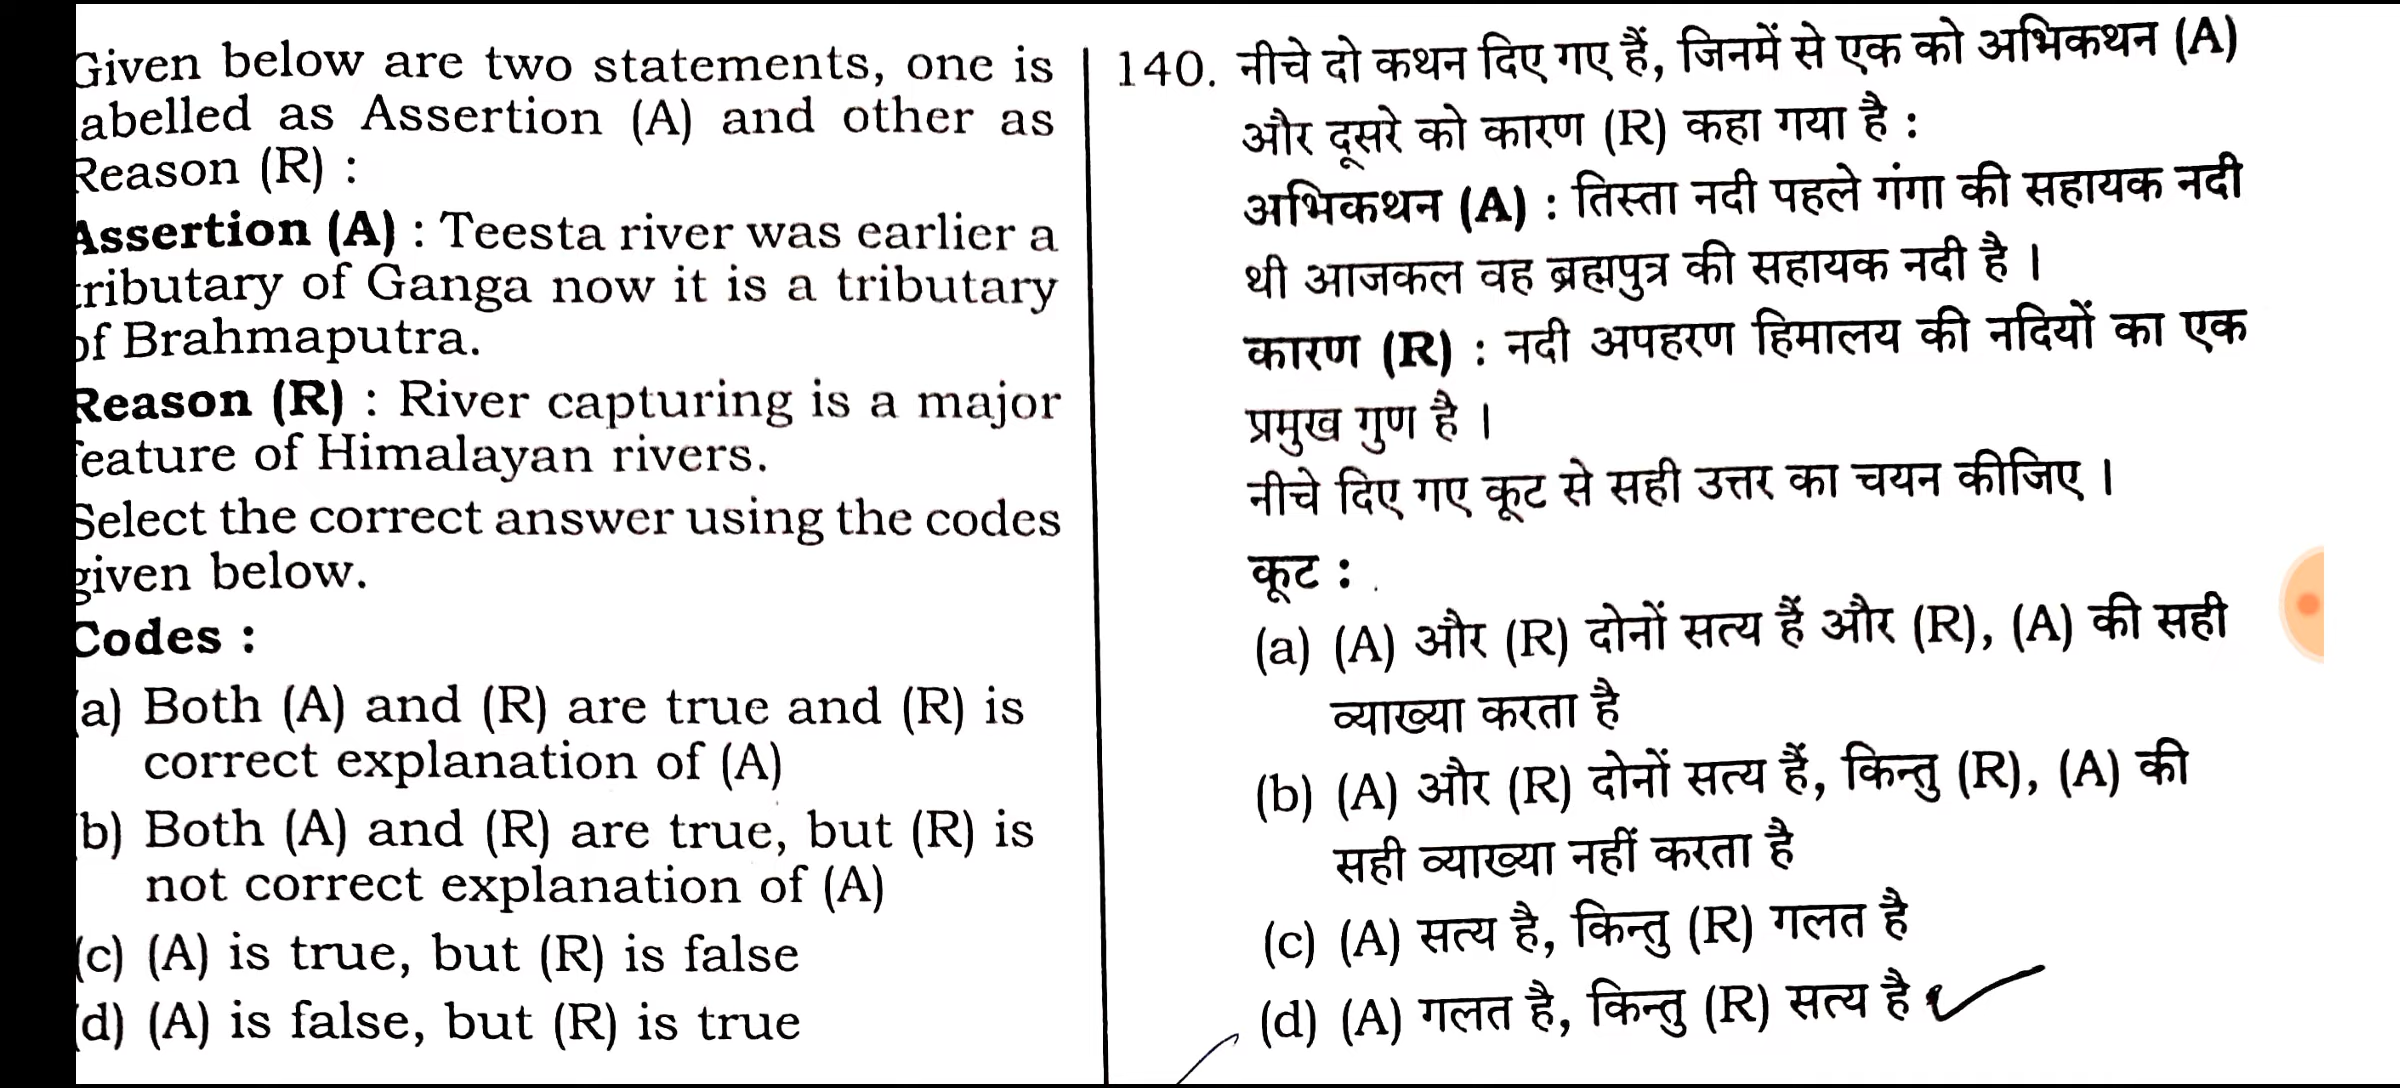 Given below are two statements, one is
labelled as Assertion (A) and other as
Reason (R) :
Assertion (A) : Teesta river was earlier a
tributary of Ganga now it is a tributary
of Brahmaputra.
Reason (R) : River capturing is a major
feature of Himalayan rivers.
Select the correct answer using the codes
given below.
Codes :
(a) Both (A) and (R) are true and (R) is
correct explanation of (A)
(b) Both (A) and (R) are true, but (R) is
not correct explanation of (A)
(c) (A) is true, but (R) is false
(d) (A) is false, but (R) is true
140. नीचे दो कथन दिए गए हैं, जिनमें से एक को अभिकथन (A)
और दूसरे को कारण (R) कहा गया है :
अभिकथन (A) : तिस्ता नदी पहले गंगा की सहायक नदी
थी आजकल वह ब्रह्मपुत्र की सहायक नदी है ।
कारण (R) : नदी अपहरण हिमालय की नदियों का एक
प्रमुख गुण है ।
नीचे दिए गए कूट से सही उत्तर का चयन कीजिए ।
कूट :
(a) (A) और (R) दोनों सत्य हैं और (R), (A) की सही
व्याख्या करता है
(b) (A) और (R) दोनों सत्य हैं, किन्तु (R), (A) की
सही व्याख्या नहीं करता है
(c) (A) सत्य है, किन्तु (R) गलत है
(d) (A) गलत है, किन्तु (R) सत्य है